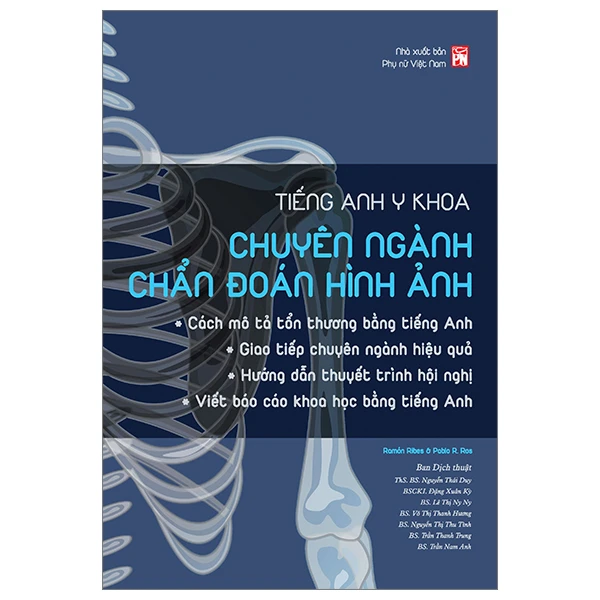 Nhà xuất bản
Phụ nữ Việt Nam
PN
TIẾNG ANH Y KHOA
CHUYÊN NGÀNH
CHẨN ĐOÁN HÌNH ẢNH
* Cách mô tả tổn thương bằng tiếng Anh
* Giao tiếp chuyên ngành hiệu quả
* Hướng dẫn thuyết trình hội nghị
* Viết báo cáo khoa học bằng tiếng Anh
Ramón Ribes & Pablo R. Ros
Ban Dịch thuật
ThS. BS. Nguyễn Thái Duy
BSCK1. Đặng Xuân Kỳ
BS. Lã Thị Ny Ny
BS. Võ Thị Thanh Hương
BS. Nguyễn Thị Thu Tình
BS. Trần Thanh Trung
BS. Trần Nam Anh